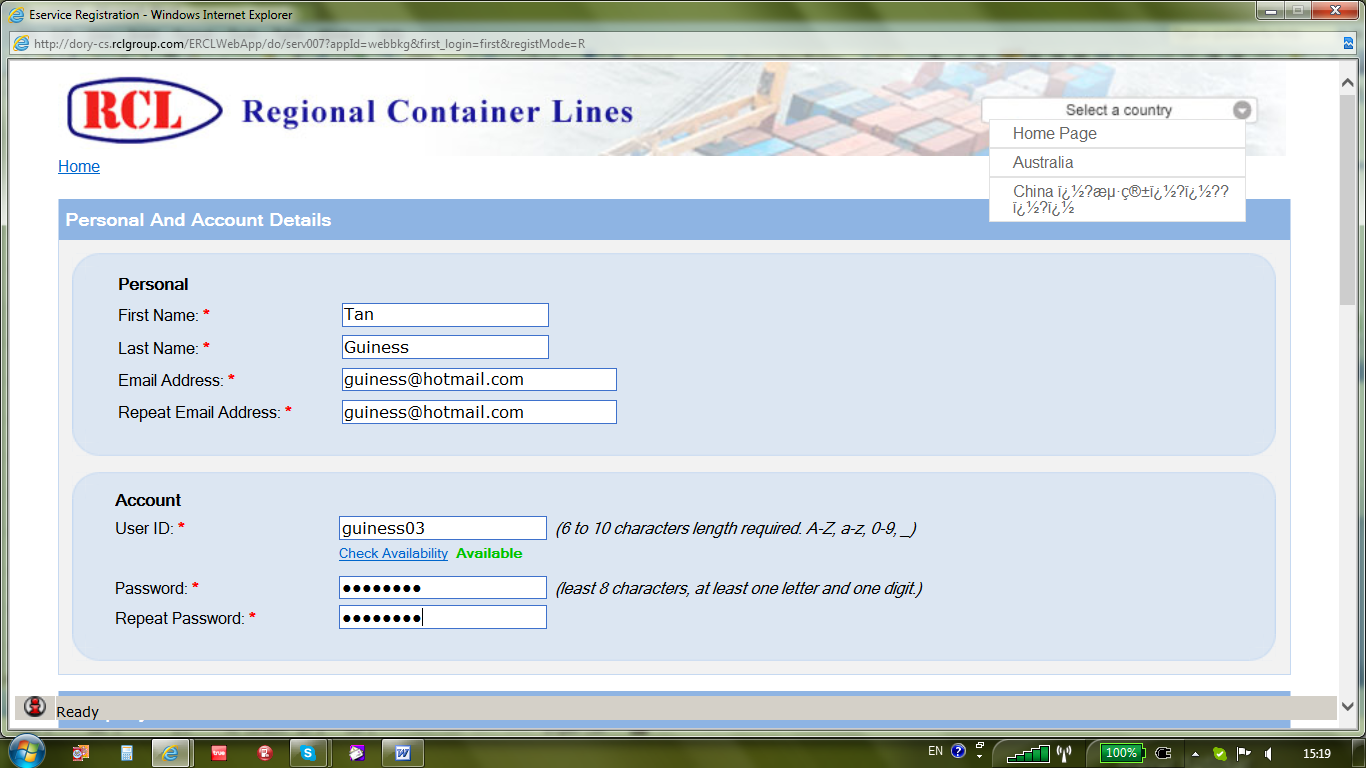 Eservice Registration - Windows Internet Explorer
http://dory-cs.rclgroup.com/ERCLWebApp/do/serv007?appId=webbkg&first_login=first&registMode=R
RCL Regional Container Lines
Select a country
Home Page
Australia
China ï¿½?æµ·ç®±ï¿½?ï¿½??
ï¿½?ï¿½
Home
Personal And Account Details
Personal
First Name: * Tan
Last Name: * Guiness
Email Address: * guiness@hotmail.com
Repeat Email Address: * guiness@hotmail.com
Account
User ID: * guiness03 (6 to 10 characters length required. A-Z, a-z, 0-9, _)
Check Availability Available
Password: * ●●●●●●●● (least 8 characters, at least one letter and one digit.)
Repeat Password: * ●●●●●●●●
Ready
EN
100%
15:19